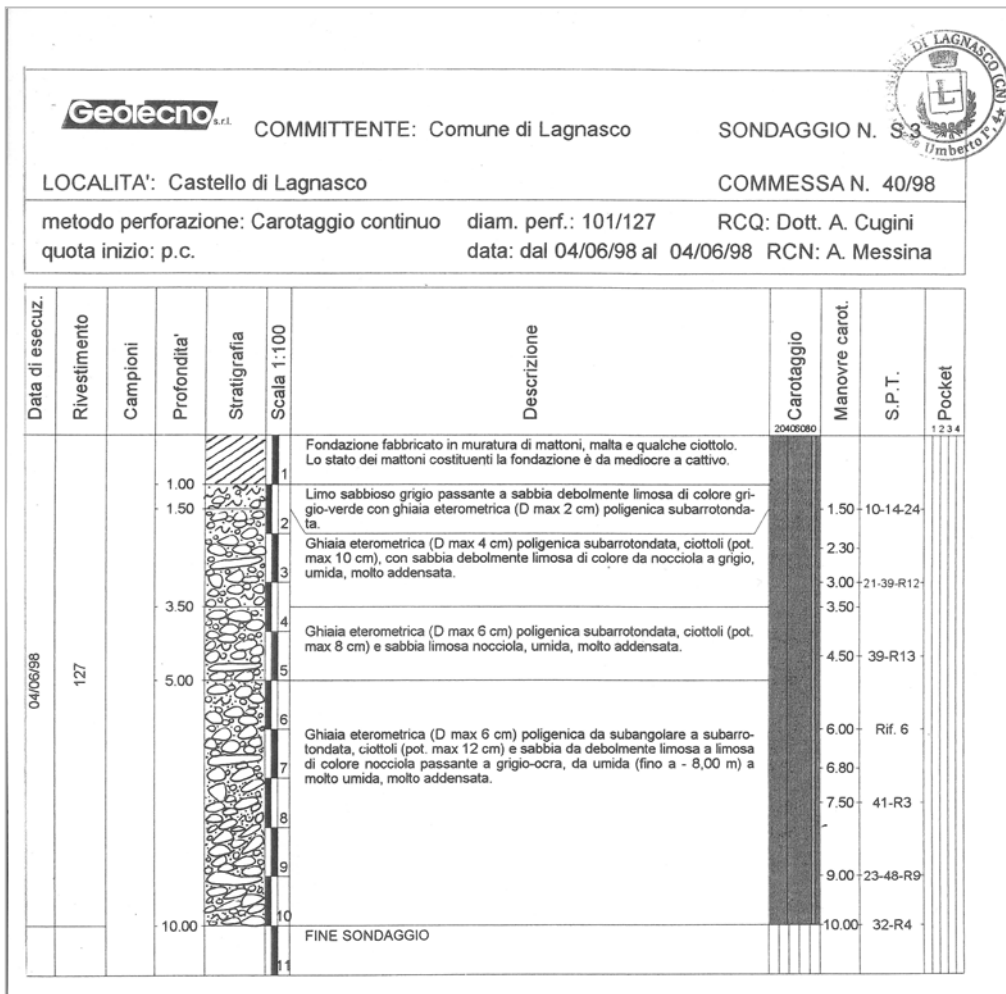 COMUNE DI LAGNASCO (CN)
Umberto I°, 4
GeoTecno s.r.l.
COMMITTENTE: Comune di Lagnasco
SONDAGGIO N. S 3
LOCALITA': Castello di Lagnasco
COMMESSA N. 40/98
metodo perforazione: Carotaggio continuo diam. perf.: 101/127 RCQ: Dott. A. Cugini
quota inizio: p.c. data: dal 04/06/98 al 04/06/98 RCN: A. Messina
Data di esecuz.
Rivestimento
Campioni
Profondita'
Stratigrafia
Scala 1:100
Descrizione
Carotaggio
20406080
Manovre carot.
S.P.T.
Pocket
1 2 3 4
Fondazione fabbricato in muratura di mattoni, malta e qualche ciottolo.
Lo stato dei mattoni costituenti la fondazione è da mediocre a cattivo.
1
1.00
Limo sabbioso grigio passante a sabbia debolmente limosa di colore gri-
gio-verde con ghiaia eterometrica (D max 2 cm) poligenica subarrotonda-
ta.
1.50
2
1.50 10-14-24
Ghiaia eterometrica (D max 4 cm) poligenica subarrotondata, ciottoli (pot.
max 10 cm), con sabbia debolmente limosa di colore da nocciola a grigio,
umida, molto addensata.
2.30
3
3.00 21-39-R12
3.50
3.50
4
Ghiaia eterometrica (D max 6 cm) poligenica subarrotondata, ciottoli (pot.
max 8 cm) e sabbia limosa nocciola, umida, molto addensata.
4.50 39-R13
5
04/06/98
127
5.00
6
6.00 Rif. 6
Ghiaia eterometrica (D max 6 cm) poligenica da subangolare a subarro-
tondata, ciottoli (pot. max 12 cm) e sabbia da debolmente limosa a limosa
di colore nocciola passante a grigio-ocra, da umida (fino a - 8,00 m) a
molto umida, molto addensata.
7
6.80
7.50 41-R3
8
9
9.00 23-48-R9
10
10.00
10.00 32-R4
FINE SONDAGGIO
11